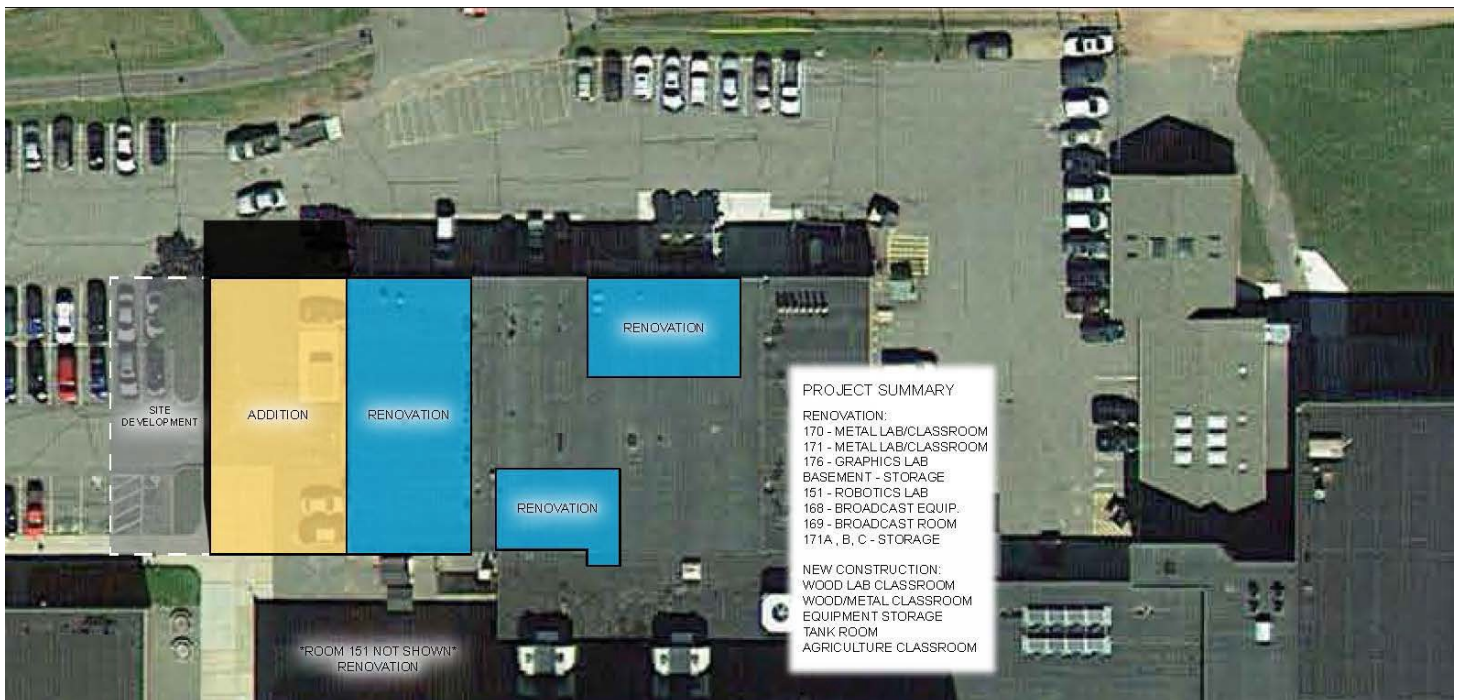 RENOVATION
SITE
DEVELOPMENT
ADDITION
RENOVATION
RENOVATION
*ROOM 151 NOT SHOWN*
RENOVATION
PROJECT SUMMARY
RENOVATION:
170 - METAL LAB/CLASSROOM
171 - METAL LAB/CLASSROOM
176 - GRAPHICS LAB
BASEMENT - STORAGE
151 - ROBOTICS LAB
168 - BROADCAST EQUIP.
169 - BROADCAST ROOM
171A , B, C - STORAGE
NEW CONSTRUCTION:
WOOD LAB CLASSROOM
WOOD/METAL CLASSROOM
EQUIPMENT STORAGE
TANK ROOM
AGRICULTURE CLASSROOM